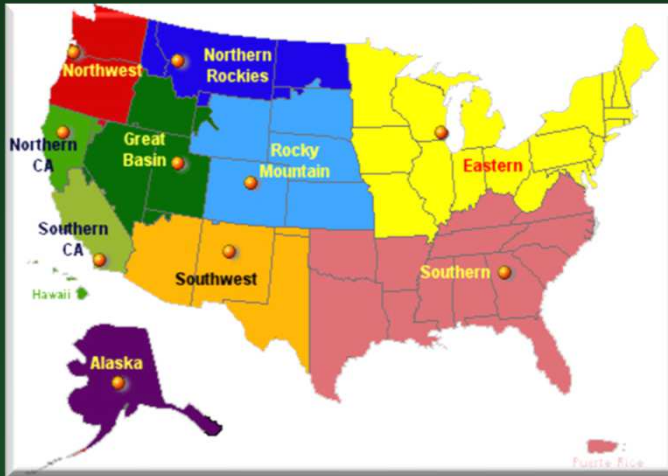 Northwest
Northern
Rockies
Northern
CA
Great
Basin
Rocky
Mountain
Eastern
Southern
CA
Southwest
Southern
Hawaii
Alaska
Puerto Rico